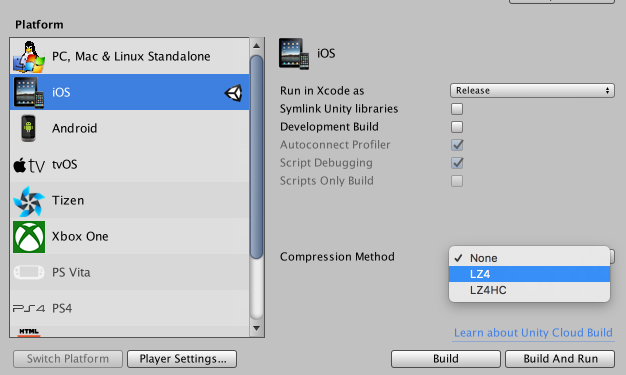 Platform
PC, Mac & Linux Standalone
iOS
Android
tv tvOS
Tizen
Xbox One
PS Vita
PS4 PS4
HTML
Switch Platform
Player Settings...
iOS
Run in Xcode as
Release
Symlink Unity libraries
Development Build
Autoconnect Profiler
Script Debugging
Scripts Only Build
Compression Method
None
LZ4
LZ4HC
Learn about Unity Cloud Build
Build
Build And Run